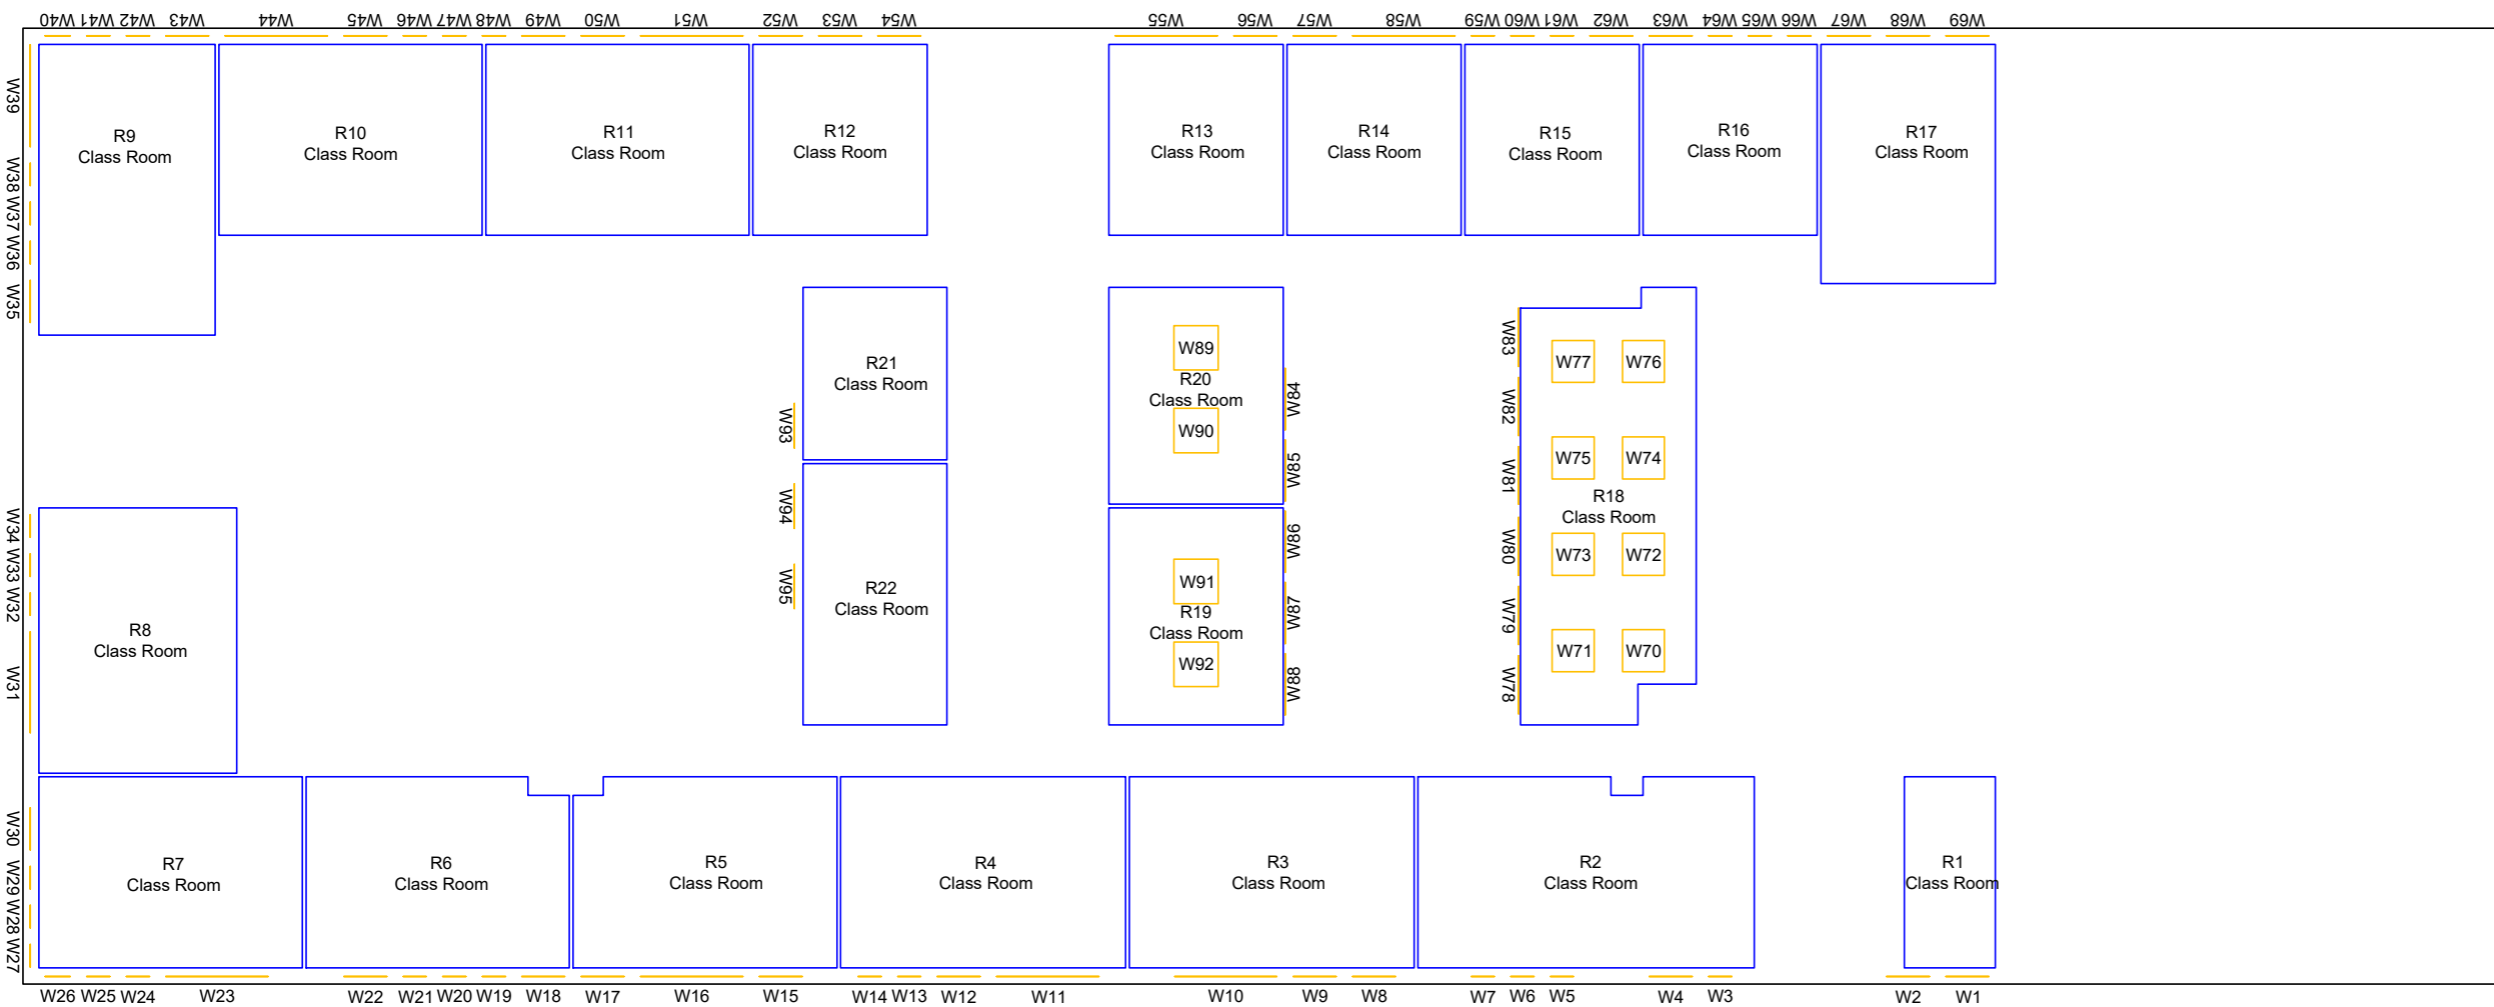 W40 W41 W42 W43 W44 W45 W46 W47 W48 W49 W50 W51 W52 W53 W54 W55 W56 W57 W58 W59 W60 W61 W62 W63 W64 W65 W66 W67 W68 W69
W39
W38
W37
W36
W35
W34
W33
W32
W31
W30
W29
W28
W27
R9
Class Room
R10
Class Room
R11
Class Room
R12
Class Room
R13
Class Room
R14
Class Room
R15
Class Room
R16
Class Room
R17
Class Room
R21
Class Room
W93
W94
W95
R22
Class Room
W89
R20
Class Room
W90
W84
W85
W86
W87
W88
W91
R19
Class Room
W92
W83
W82
W81
W80
W79
W78
W77 W76
W75 W74
R18
Class Room
W73 W72
W71 W70
R8
Class Room
R7
Class Room
R6
Class Room
R5
Class Room
R4
Class Room
R3
Class Room
R2
Class Room
R1
Class Room
W26 W25 W24 W23 W22 W21 W20 W19 W18 W17 W16 W15 W14 W13 W12 W11 W10 W9 W8 W7 W6 W5 W4 W3 W2 W1